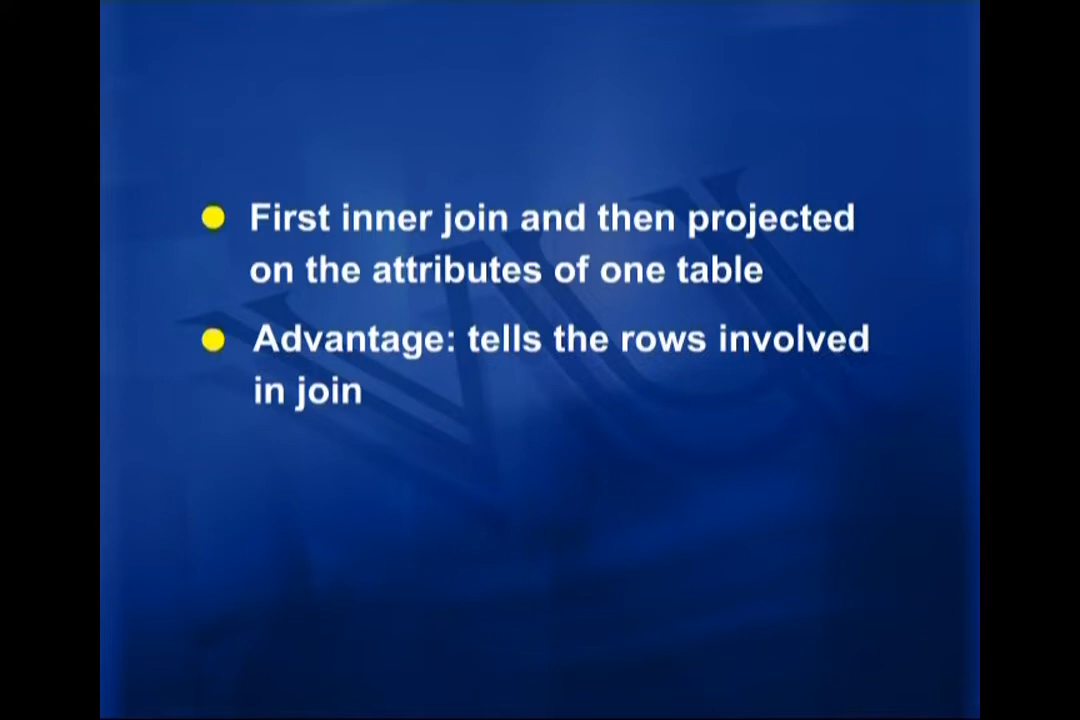 First inner join and then projected
on the attributes of one table
Advantage: tells the rows involved
in join
VU